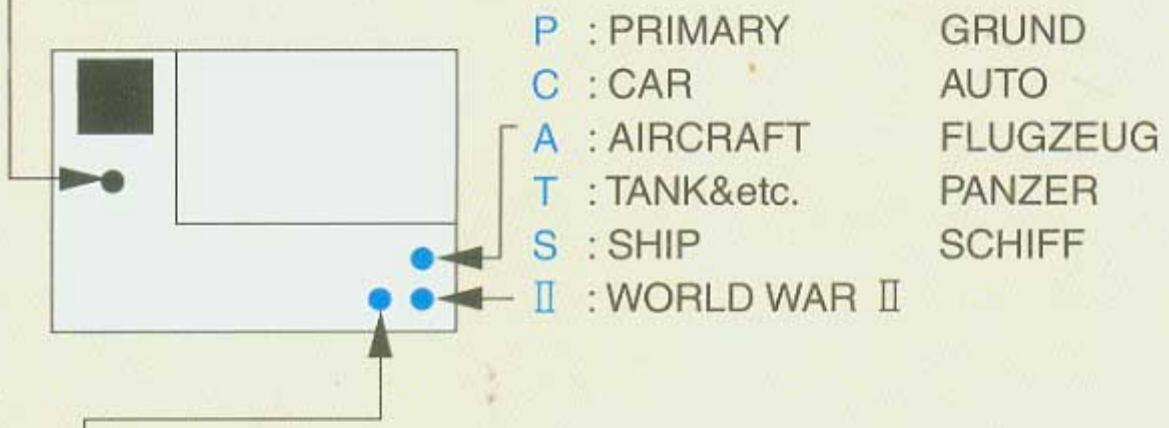 P : PRIMARY GRUND
C : CAR AUTO
A : AIRCRAFT FLUGZEUG
T : TANK&etc. PANZER
S : SHIP SCHIFF
Ⅱ : WORLD WAR Ⅱ